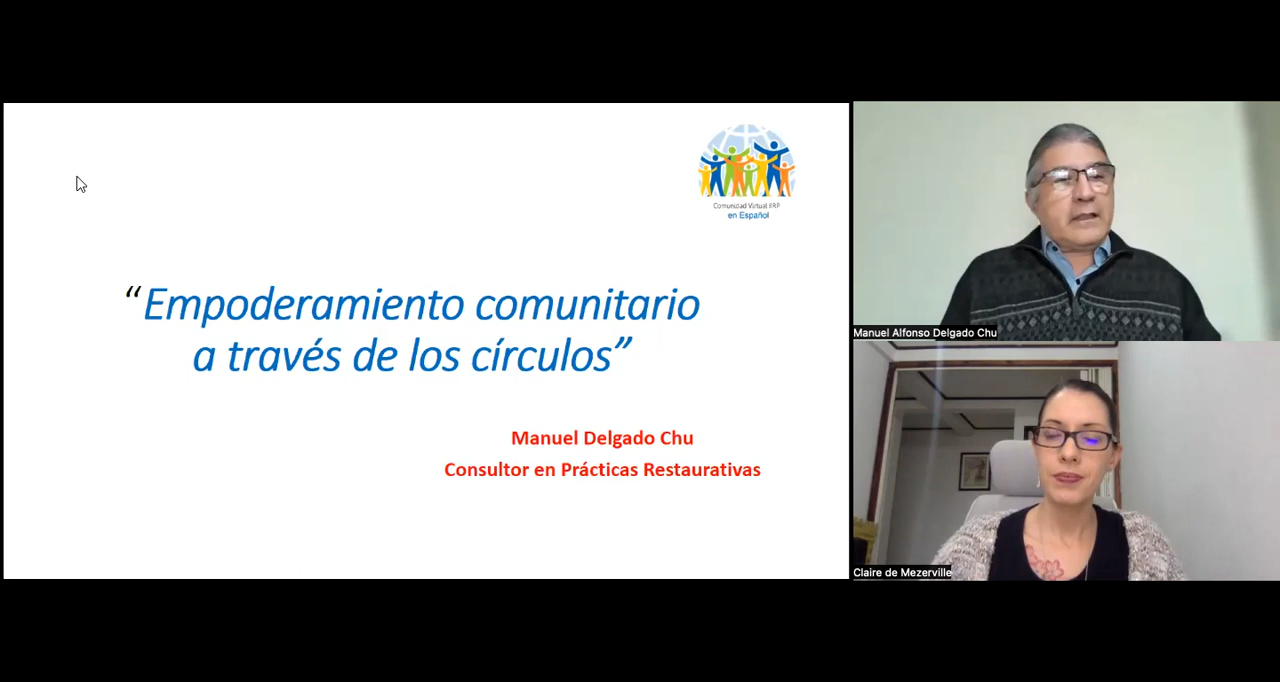 Comunidad Virtual IIRP
en Español
“Empoderamiento comunitario
a través de los círculos”
Manuel Delgado Chu
Consultor en Prácticas Restaurativas
Manuel Alfonso Delgado Chu
Claire de Mezerville